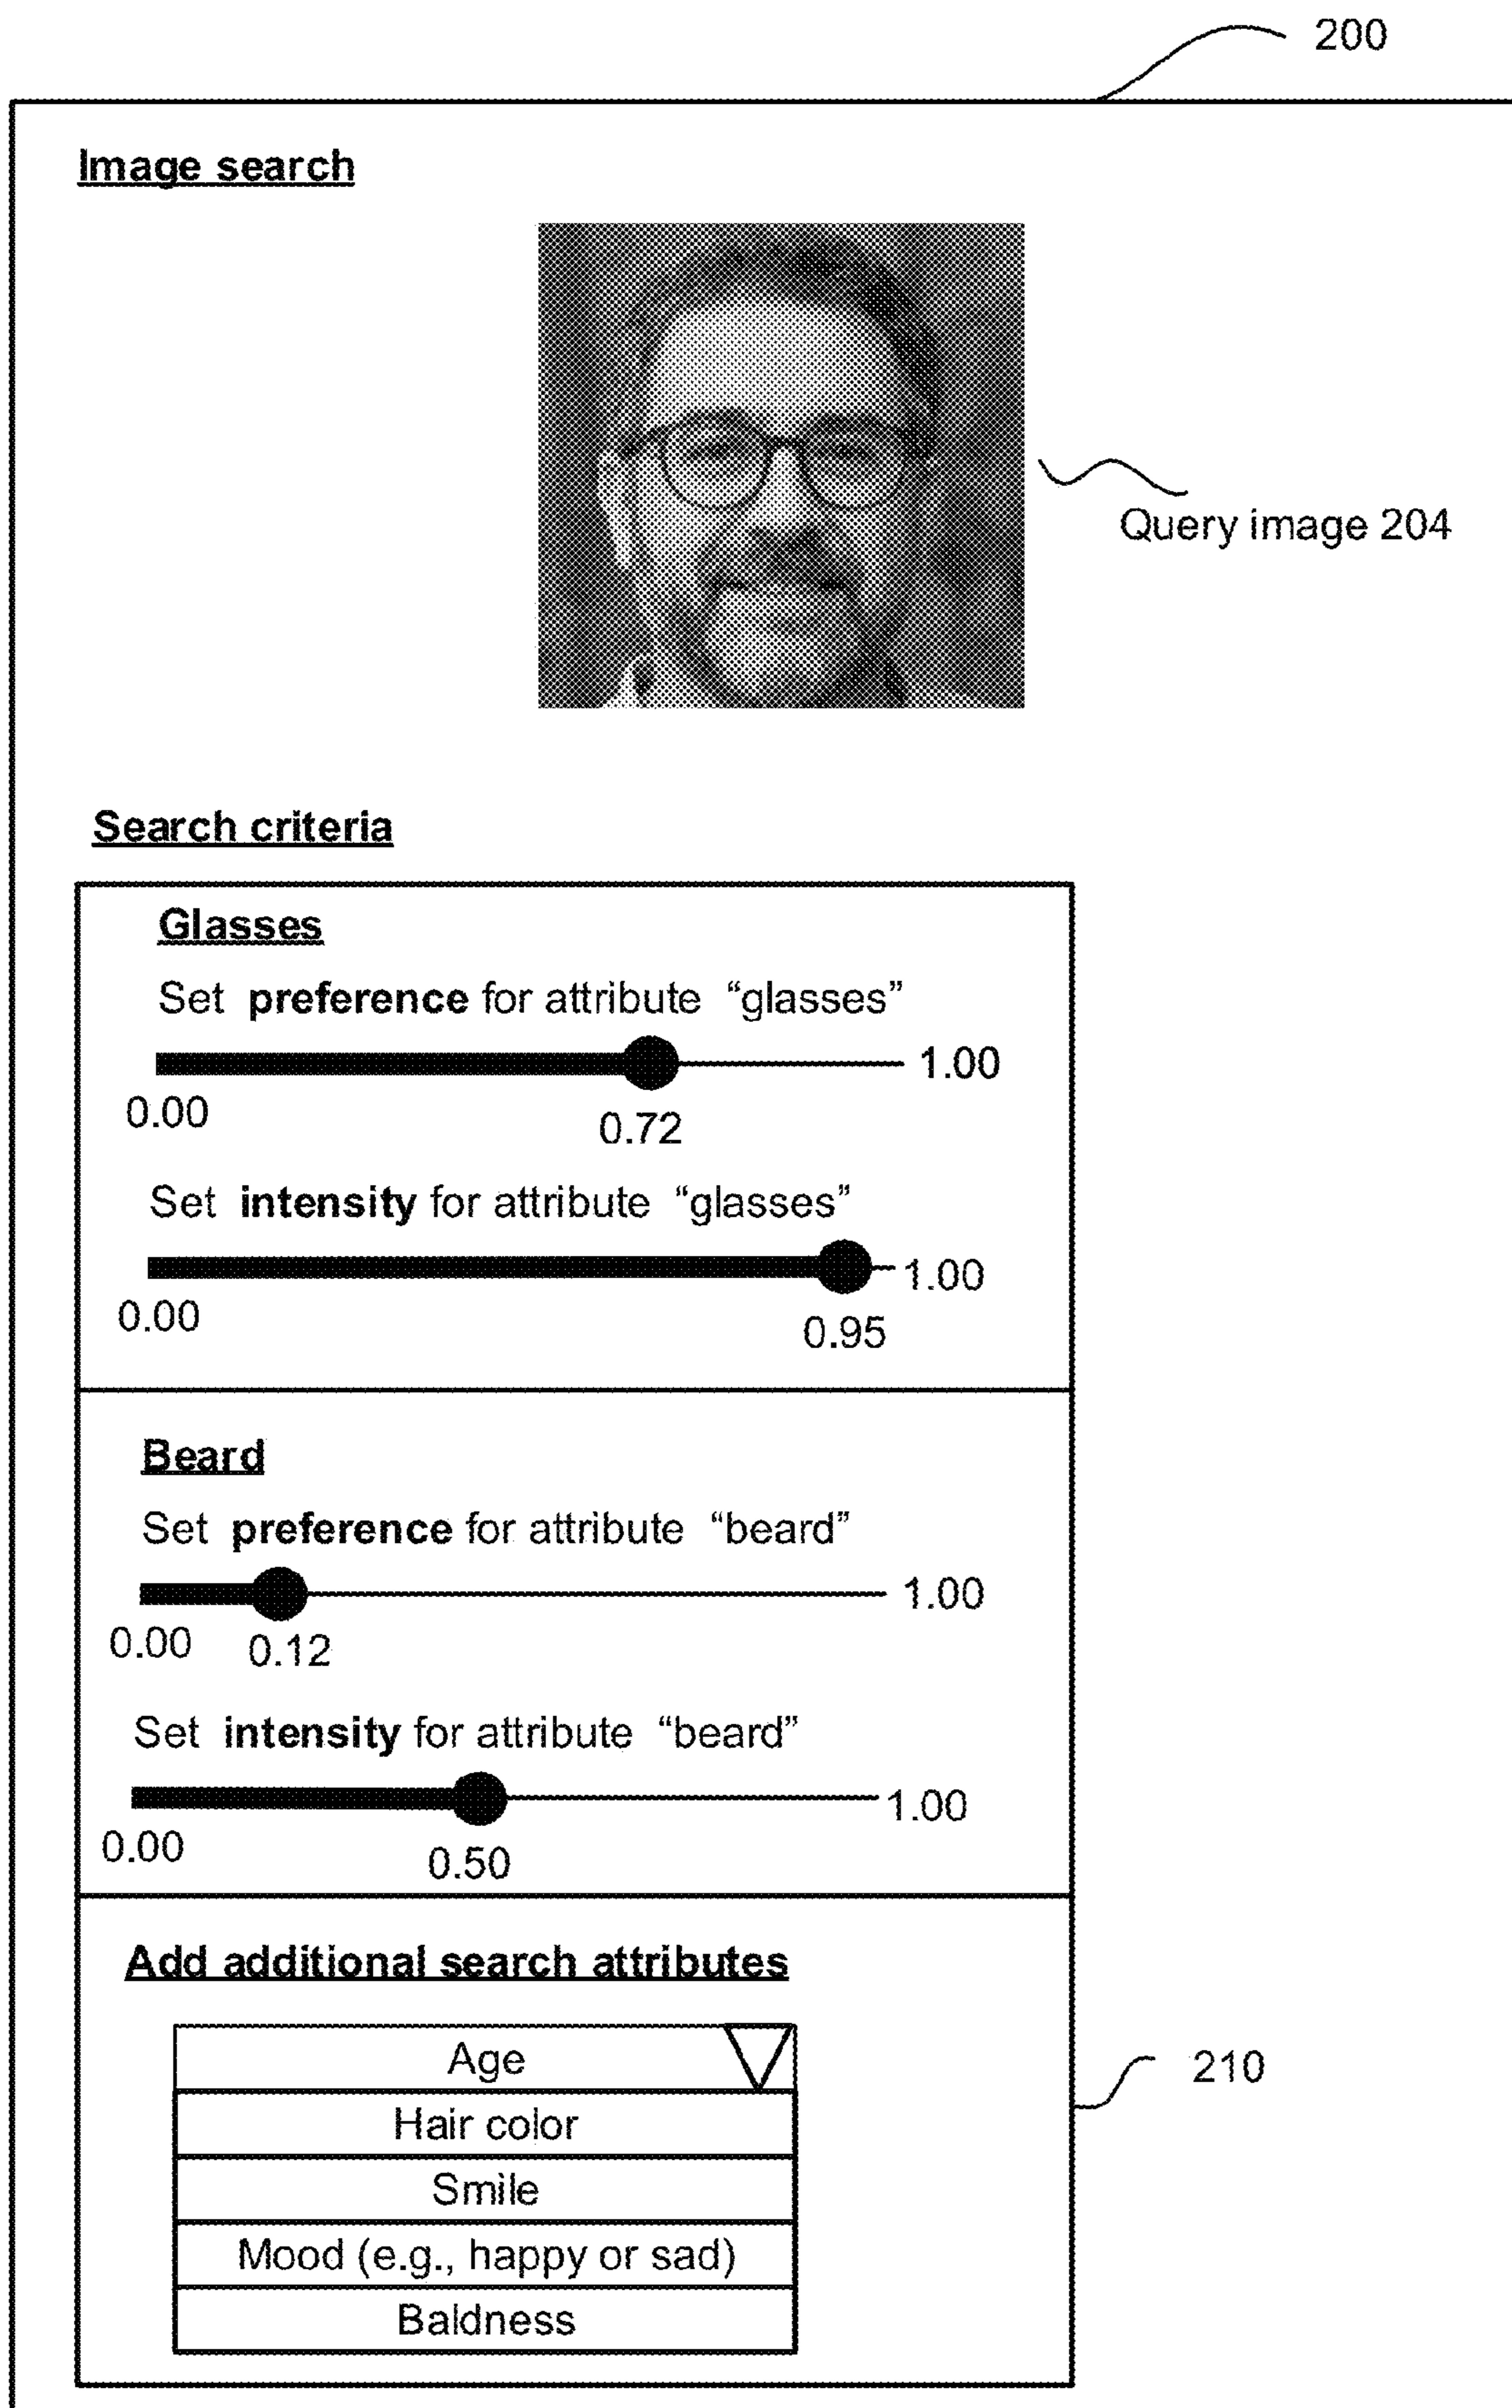 200
Image search
Query image 204
Search criteria
Glasses
Set preference for attribute “glasses”
1.00
0.00
0.72
Set intensity for attribute “glasses”
1.00
0.00
0.95
Beard
Set preference for attribute “beard”
1.00
0.00
0.12
Set intensity for attribute “beard”
1.00
0.00
0.50
Add additional search attributes
Age
210
Hair color
Smile
Mood (e.g., happy or sad)
Baldness